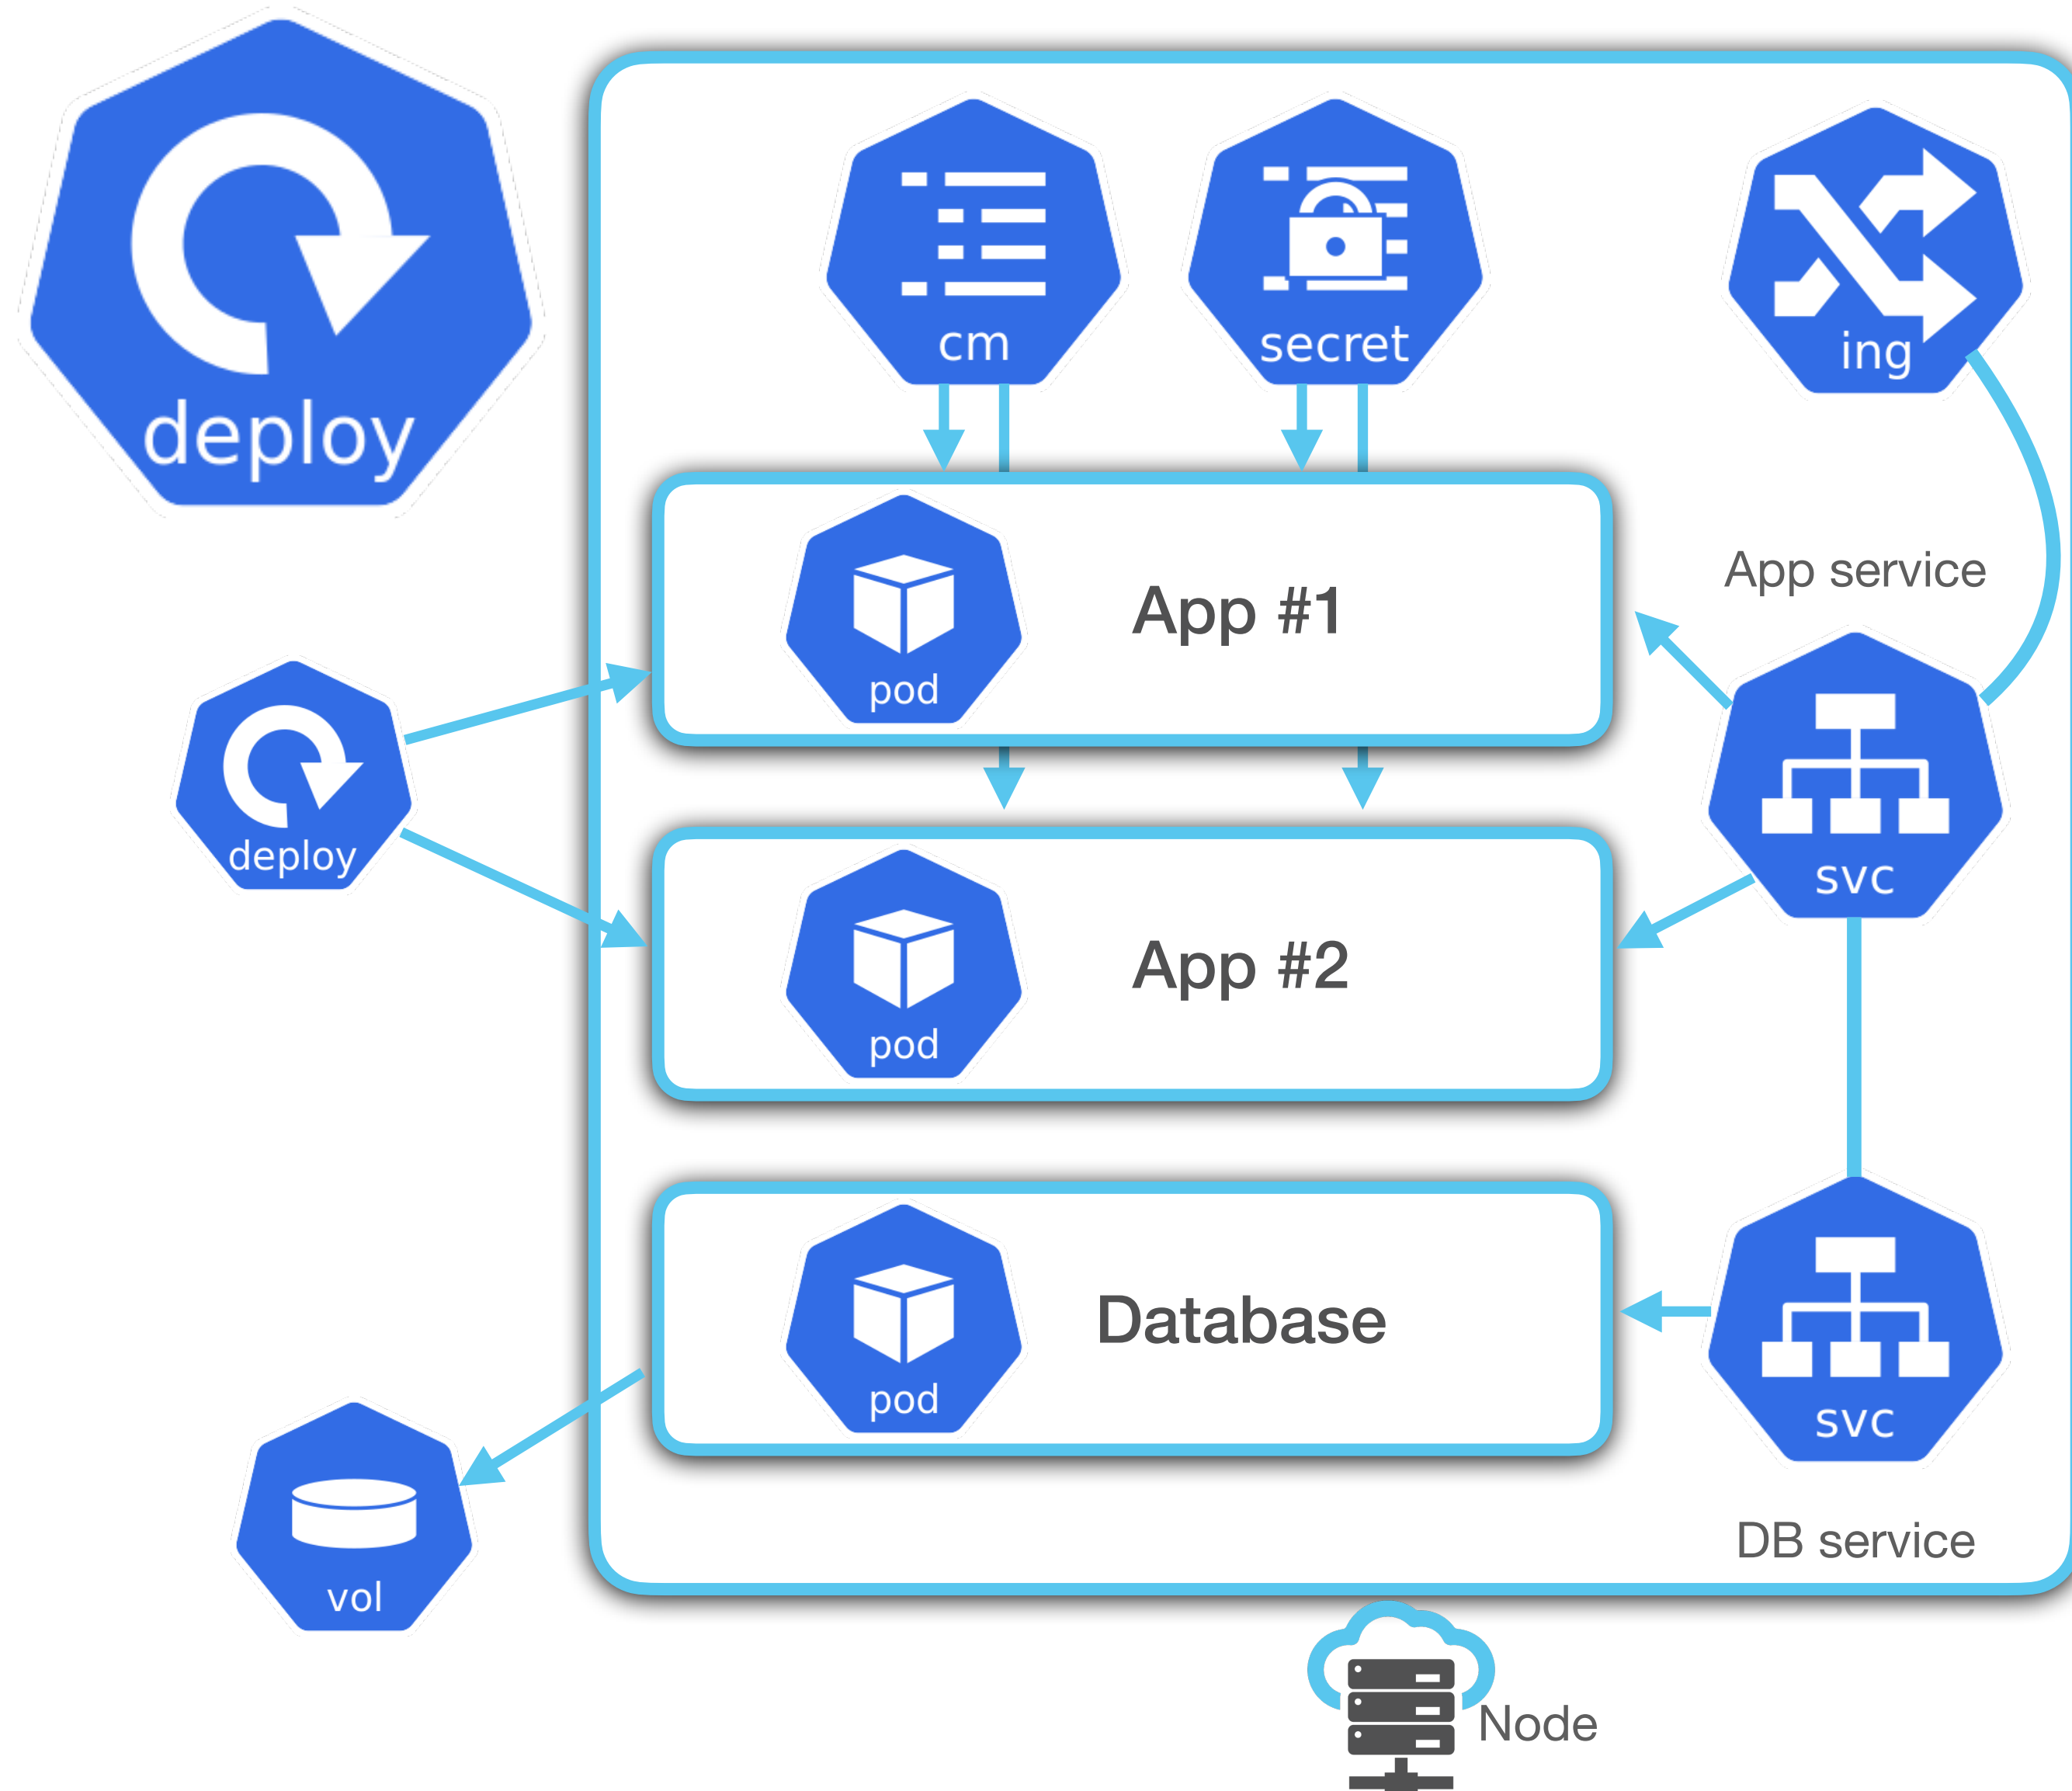 deploy
cm
secret
ing
App service
pod
App #1
svc
deploy
pod
App #2
pod
Database
svc
vol
DB service
Node